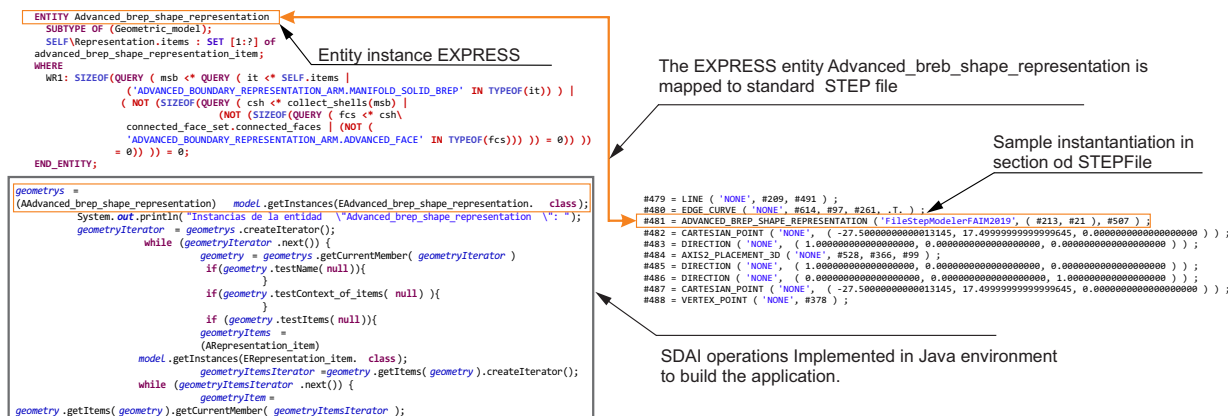 ENTITY Advanced_brep_shape_representation
SUBTYPE OF (Geometric_model);
SELF\Representation.items : SET [1:?] of
advanced_brep_shape_representation_item;
WHERE
WR1: SIZEOF(QUERY ( msb <* QUERY ( it <* SELF.items |
('ADVANCED_BOUNDARY_REPRESENTATION_ARM.MANIFOLD_SOLID_BREP' IN TYPEOF(it)) ) |
( NOT (SIZEOF(QUERY ( csh <* collect_shells(msb) |
(NOT (SIZEOF(QUERY ( fcs <* csh\
connected_face_set.connected_faces | (NOT (
'ADVANCED_BOUNDARY_REPRESENTATION_ARM.ADVANCED_FACE' IN TYPEOF(fcs))) )) = 0)) ))
= 0)) )) = 0;
END_ENTITY;
Entity instance EXPRESS
The EXPRESS entity Advanced_breb_shape_representation is
mapped to standard STEP file
Sample instantantiation in
section od STEPFile
geometrys =
(AAdvanced_brep_shape_representation) model.getInstances(EAdvanced_brep_shape_representation. class);
System.out.println("Instancias de la entidad \"Advanced_brep_shape_representation \": ");
geometryIterator = geometrys.createIterator();
while (geometryIterator .next()) {
geometry = geometrys.getCurrentMember( geometryIterator )
if(geometry.testName( null)){
}
if(geometry.testContext_of_items( null) ){
}
if (geometry.testItems( null)){
geometryItems =
(ARepresentation_item)
model.getInstances(ERepresentation_item. class);
geometryItemsIterator =geometry.getItems( geometry ).createIterator();
while (geometryItemsIterator .next()) {
geometryItem =
geometry .getItems( geometry).getCurrentMember( geometryItemsIterator );
#479 = LINE ( 'NONE', #209, #491 ) ;
#480 = EDGE_CURVE ( 'NONE', #614, #97, #261, .T. ) ;
#481 = ADVANCED_BREP_SHAPE_REPRESENTATION ( 'FileStepModelerFAIM2019', ( #213, #21 ), #507 ) ;
#482 = CARTESIAN_POINT ( 'NONE', ( -27.50000000000013145, 17.49999999999999645, 0.0000000000000000000 ) ) ;
#483 = DIRECTION ( 'NONE', ( 1.000000000000000000, 0.0000000000000000000, 0.0000000000000000000 ) ) ;
#484 = AXIS2_PLACEMENT_3D ( 'NONE', #528, #366, #99 ) ;
#485 = DIRECTION ( 'NONE', ( 1.000000000000000000, 0.0000000000000000000, 0.0000000000000000000 ) ) ;
#486 = DIRECTION ( 'NONE', ( 0.0000000000000000000, 0.0000000000000000000, 1.000000000000000000 ) ) ;
#487 = CARTESIAN_POINT ( 'NONE', ( -27.50000000000013145, 17.49999999999999645, 0.0000000000000000000 ) ) ;
#488 = VERTEX_POINT ( 'NONE', #378 ) ;
SDAI operations Implemented in Java environment
to build the application.